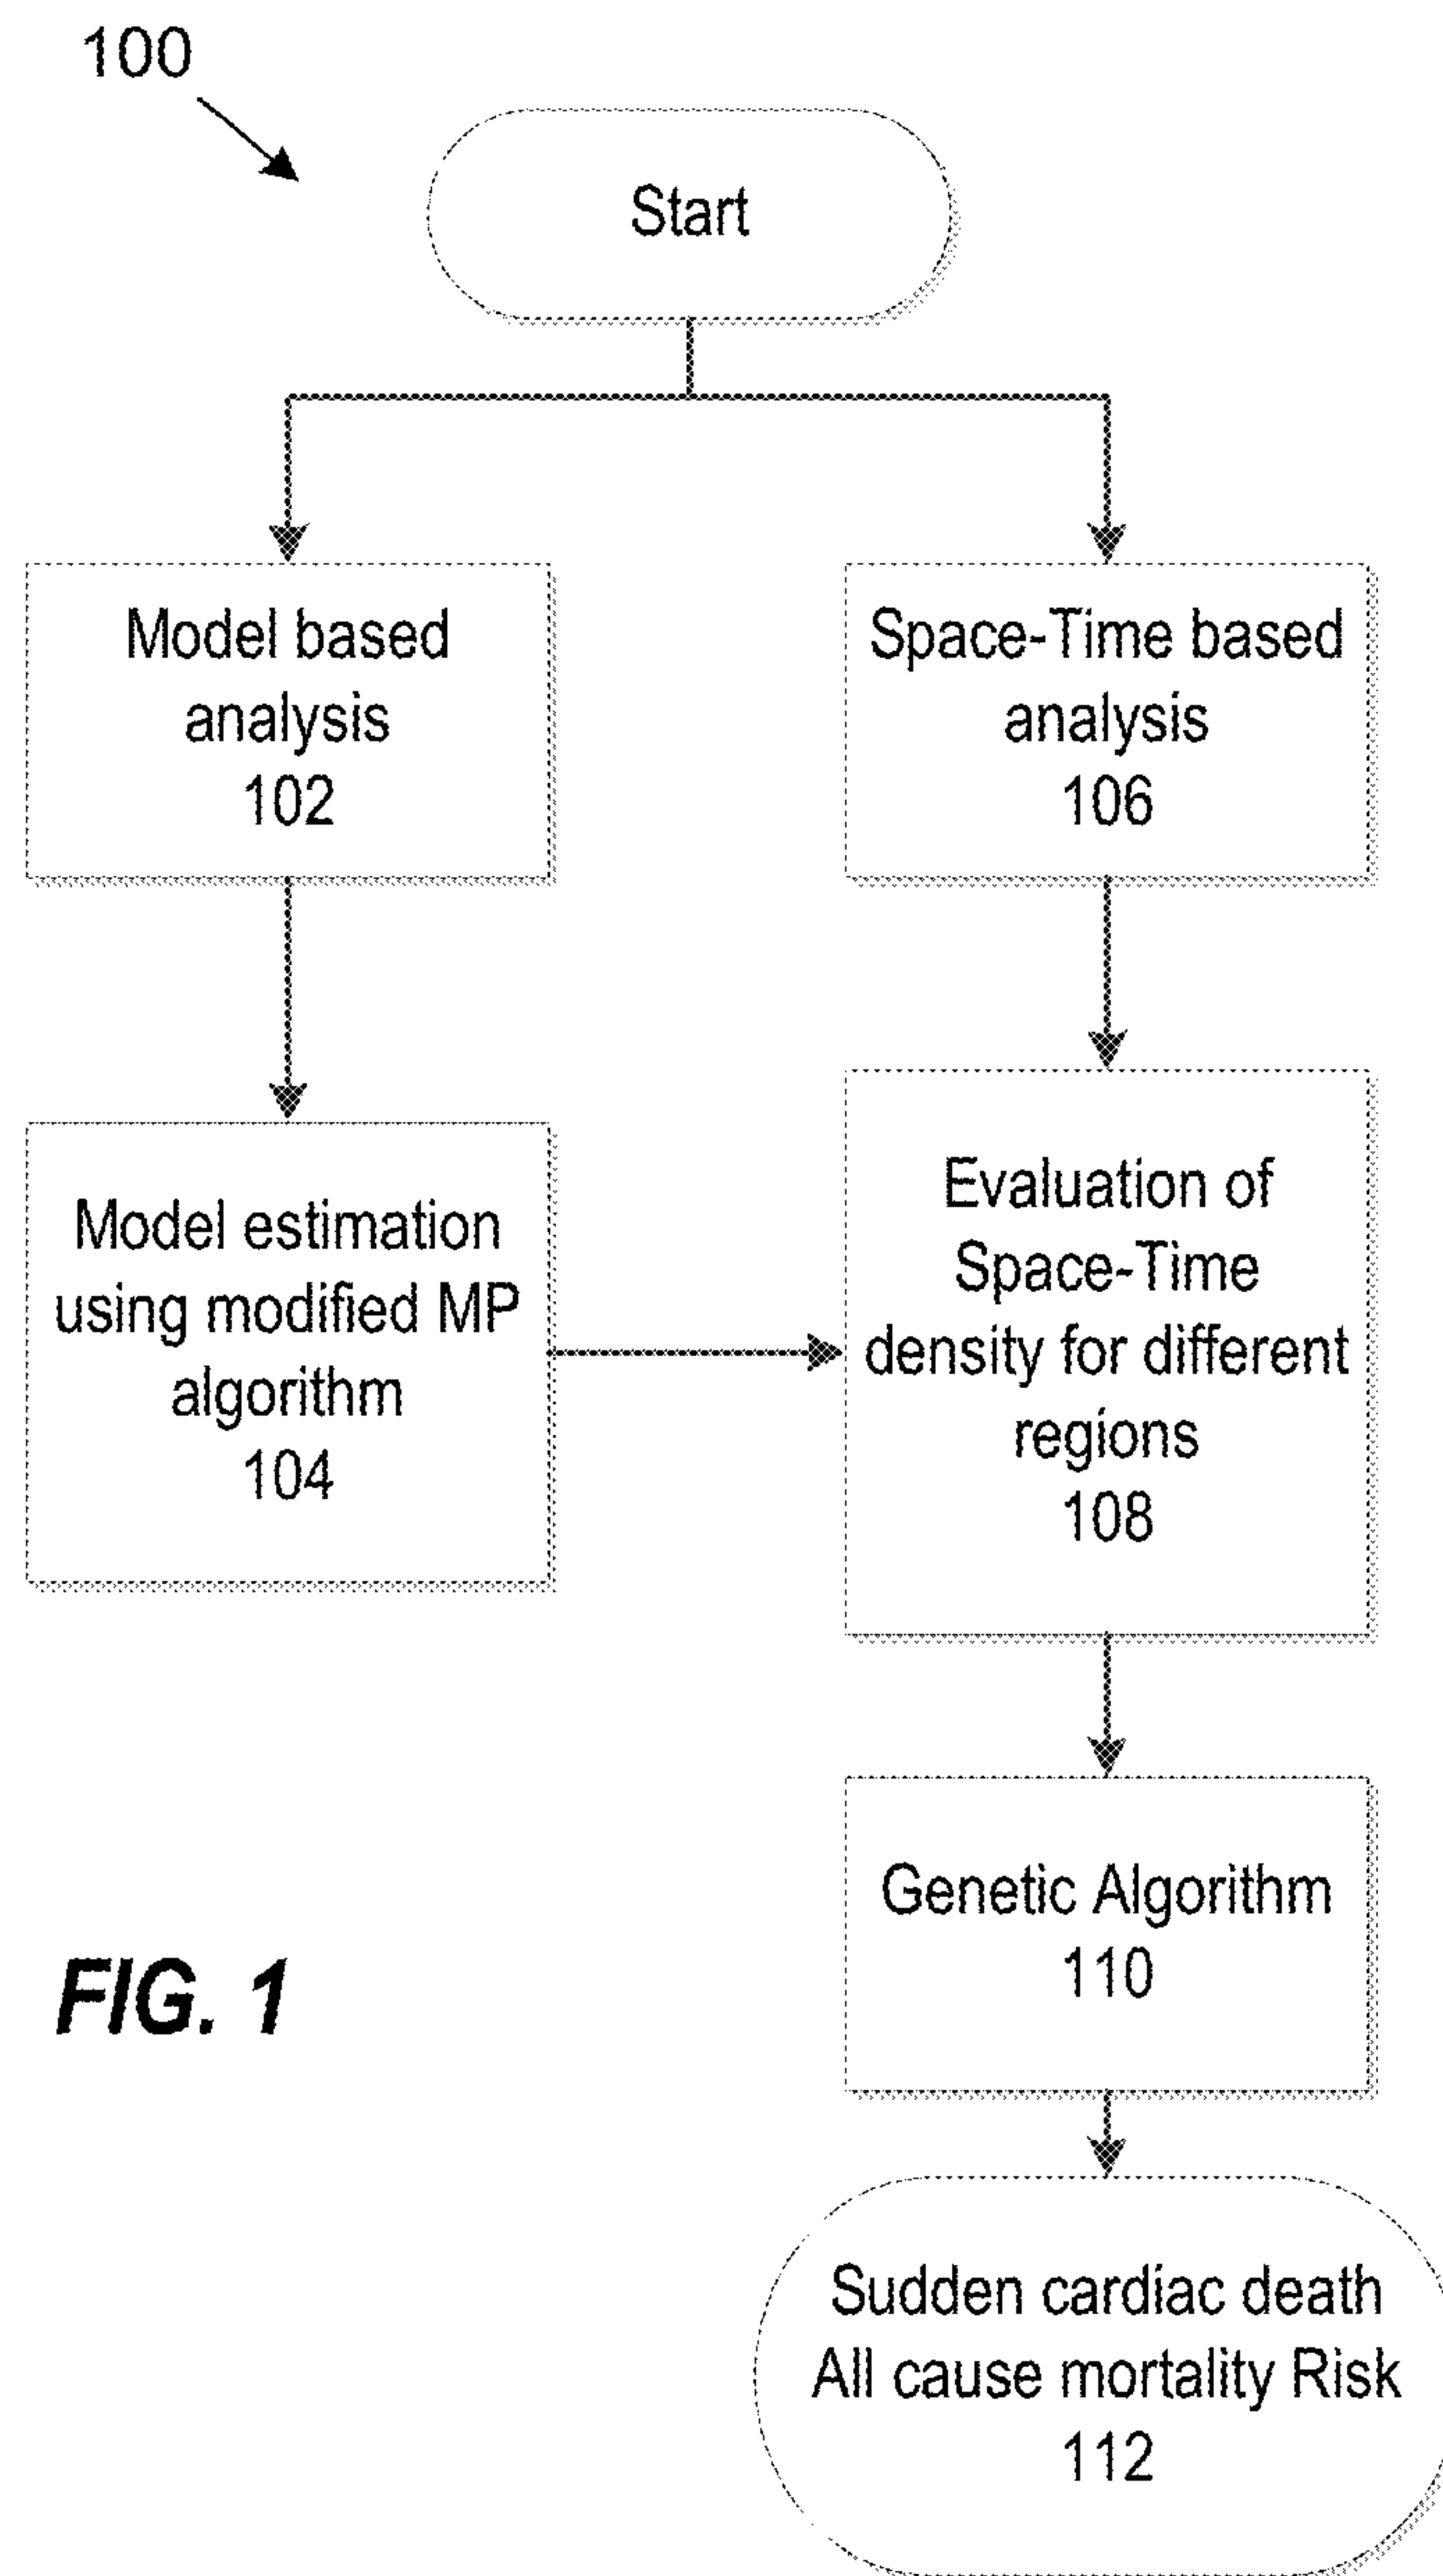 100
Start
Model based
analysis
102
Space-Time based
analysis
106
Model estimation
using modified MP
algorithm
104
Evaluation of
Space-Time
density for different
regions
108
Genetic Algorithm
110
FIG. 1
Sudden cardiac death
All cause mortality Risk
112